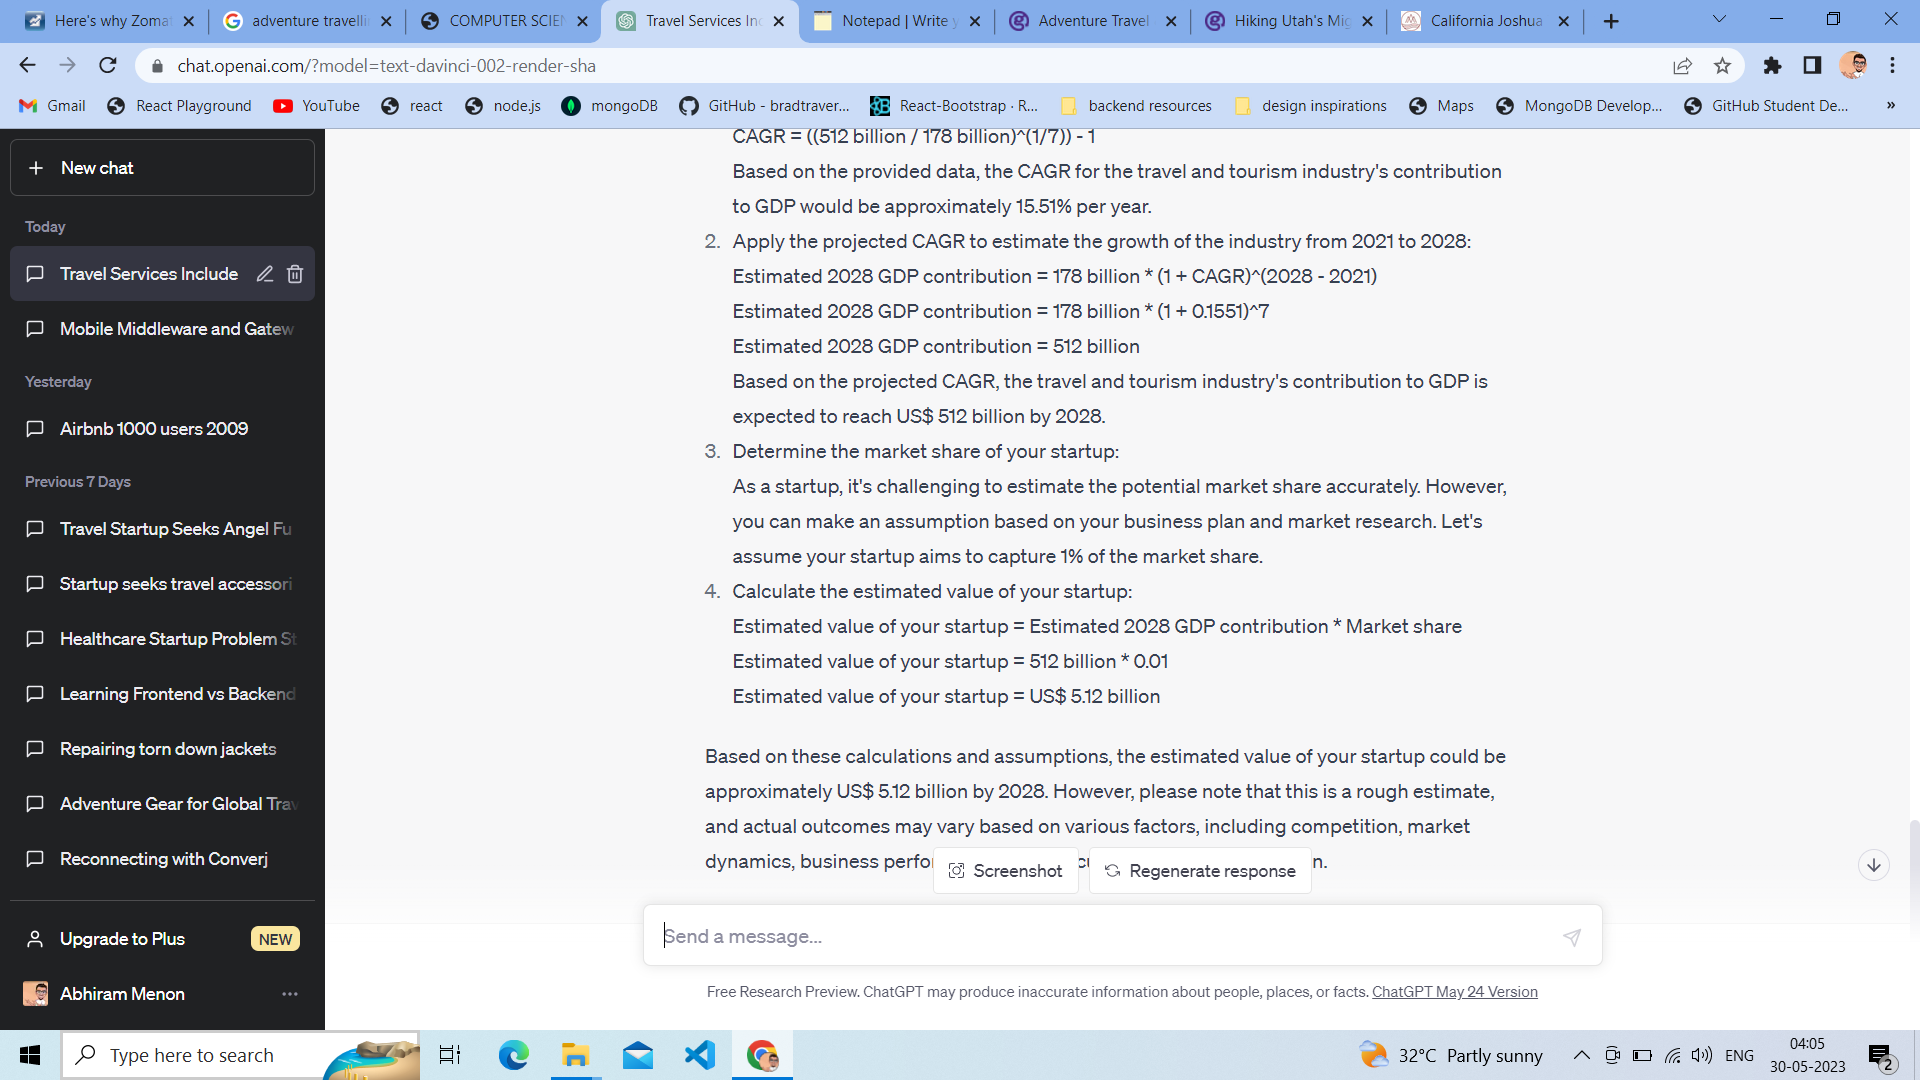 Here's why Zomat
adventure travelli
COMPUTER SCIEN
Travel Services Inc
Notepad | Write y
Adventure Travel
Hiking Utah's Mig
California Joshua
chat.openai.com/?model=text-davinci-002-render-sha
Gmail
React Playground
YouTube
react
node.js
mongoDB
GitHub - bradtraver...
React-Bootstrap · R...
backend resources
design inspirations
Maps
MongoDB Develop...
GitHub Student De...
»
New chat
Today
Travel Services Include
Mobile Middleware and Gatew
Yesterday
Airbnb 1000 users 2009
Previous 7 Days
Travel Startup Seeks Angel Fu
Startup seeks travel accessori
Healthcare Startup Problem St
Learning Frontend vs Backend
Repairing torn down jackets
Adventure Gear for Global Trav
Reconnecting with Converj
Upgrade to Plus
NEW
Abhiram Menon
CAGR = ((512 billion / 178 billion)^(1/7)) - 1
Based on the provided data, the CAGR for the travel and tourism industry's contribution
to GDP would be approximately 15.51% per year.
2. Apply the projected CAGR to estimate the growth of the industry from 2021 to 2028:
Estimated 2028 GDP contribution = 178 billion * (1 + CAGR)^(2028 - 2021)
Estimated 2028 GDP contribution = 178 billion * (1 + 0.1551)^7
Estimated 2028 GDP contribution = 512 billion
Based on the projected CAGR, the travel and tourism industry's contribution to GDP is
expected to reach US$ 512 billion by 2028.
3. Determine the market share of your startup:
As a startup, it's challenging to estimate the potential market share accurately. However,
you can make an assumption based on your business plan and market research. Let's
assume your startup aims to capture 1% of the market share.
4. Calculate the estimated value of your startup:
Estimated value of your startup = Estimated 2028 GDP contribution * Market share
Estimated value of your startup = 512 billion * 0.01
Estimated value of your startup = US$ 5.12 billion
Based on these calculations and assumptions, the estimated value of your startup could be
approximately US$ 5.12 billion by 2028. However, please note that this is a rough estimate,
and actual outcomes may vary based on various factors, including competition, market
dynamics, business perfor
n.
Screenshot
Regenerate response
Send a message...
Free Research Preview. ChatGPT may produce inaccurate information about people, places, or facts. ChatGPT May 24 Version
Type here to search
32°C Partly sunny
ENG
04:05
30-05-2023
2